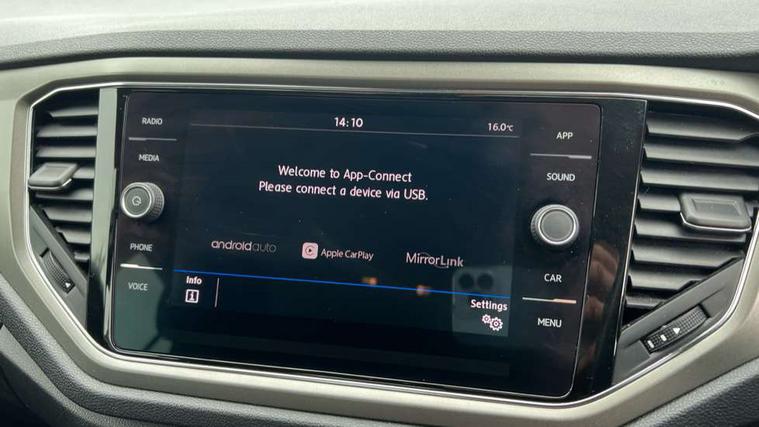 RADIO
MEDIA
PHONE
VOICE
14:10
16.0°C
Welcome to App-Connect
Please connect a device via USB.
androidauto
Apple CarPlay
MirrorLink
Info
Settings
APP
SOUND
CAR
MENU